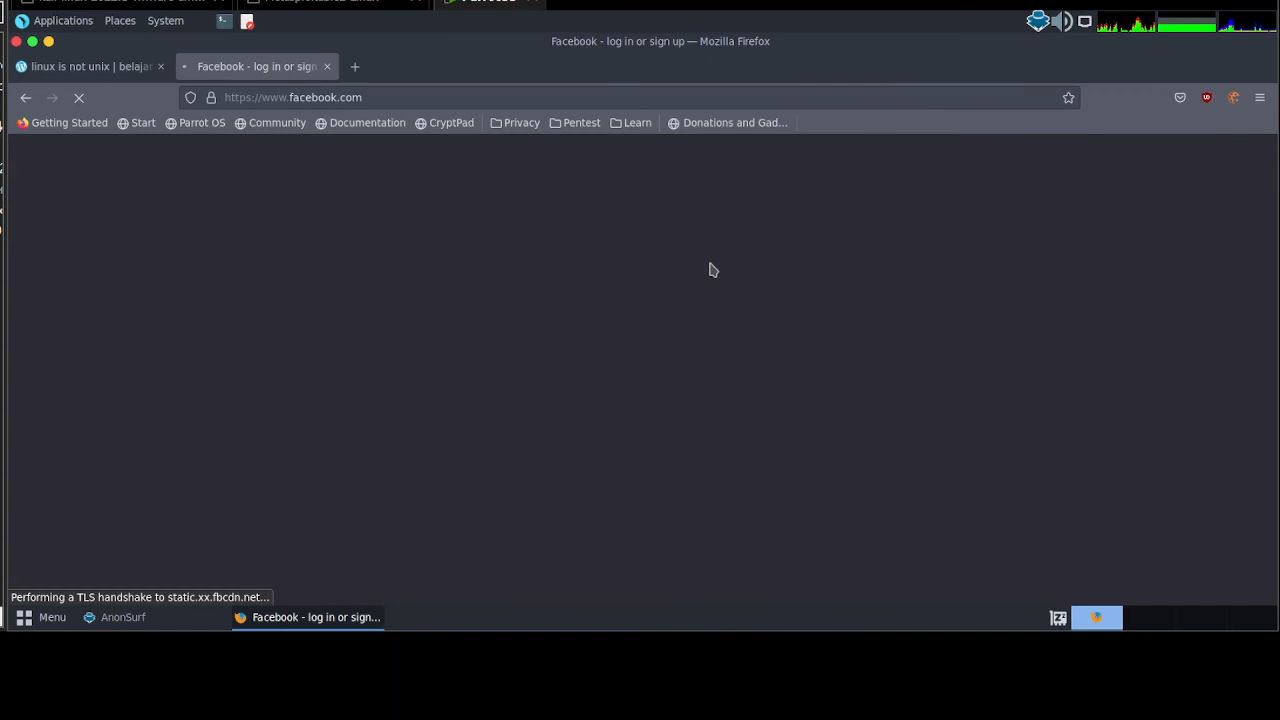 Applications Places System
Facebook - log in or sign up — Mozilla Firefox
linux is not unix | belajar
Facebook - log in or sign
https://www.facebook.com
Getting Started Start Parrot OS Community Documentation CryptPad Privacy Pentest Learn Donations and Gad...
Performing a TLS handshake to static.xx.fbcdn.net...
Menu AnonSurf Facebook - log in or sign...